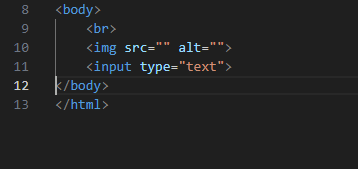 8 <body>
9     <br>
10     <img src="" alt="">
11     <input type="text">
12 </body>
13 </html>